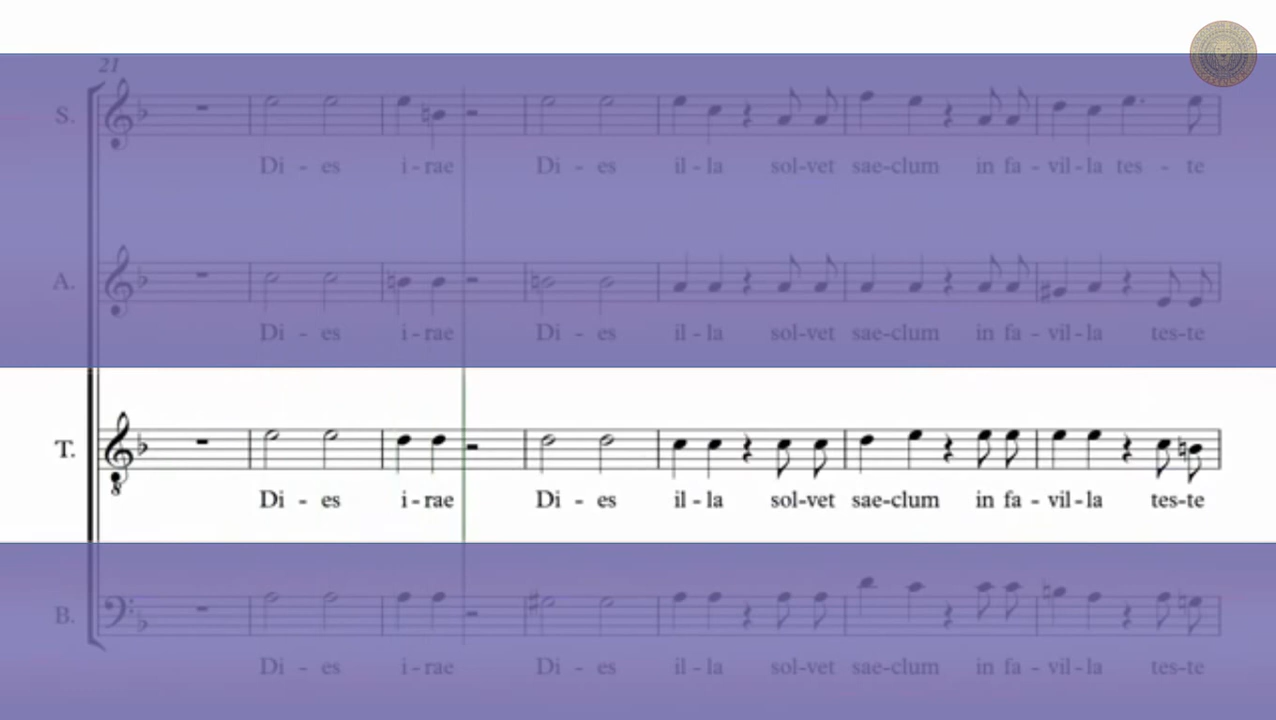 21
S.
Di - es i - rae Di - es il - la sol-vet sae-clum in fa - vil - la tes - te
A.
Di - es i - rae Di - es il - la sol-vet sae-clum in fa - vil - la tes-te
T.
8
Di - es i - rae Di - es il - la sol-vet sae-clum in fa - vil - la tes-te
B.
Di - es i - rae Di - es il - la sol-vet sae-clum in fa - vil - la tes-te